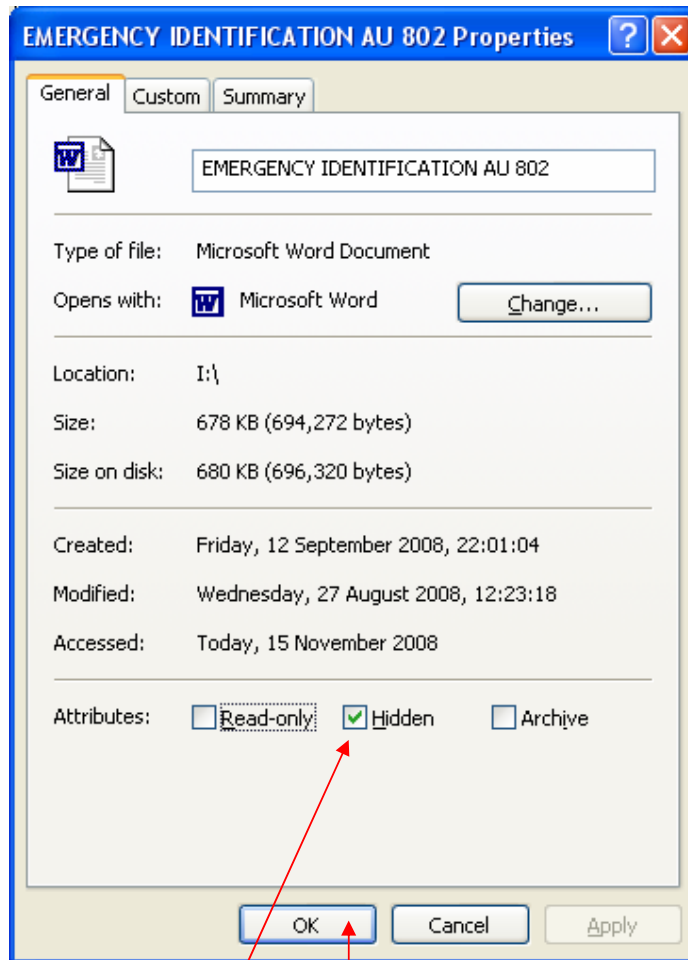 EMERGENCY IDENTIFICATION AU 802 Properties
General Custom Summary
EMERGENCY IDENTIFICATION AU 802
Type of file: Microsoft Word Document
Opens with: Microsoft Word Change...
Location: I:\
Size: 678 KB (694,272 bytes)
Size on disk: 680 KB (696,320 bytes)
Created: Friday, 12 September 2008, 22:01:04
Modified: Wednesday, 27 August 2008, 12:23:18
Accessed: Today, 15 November 2008
Attributes: Read-only Hidden Archive
OK Cancel Apply